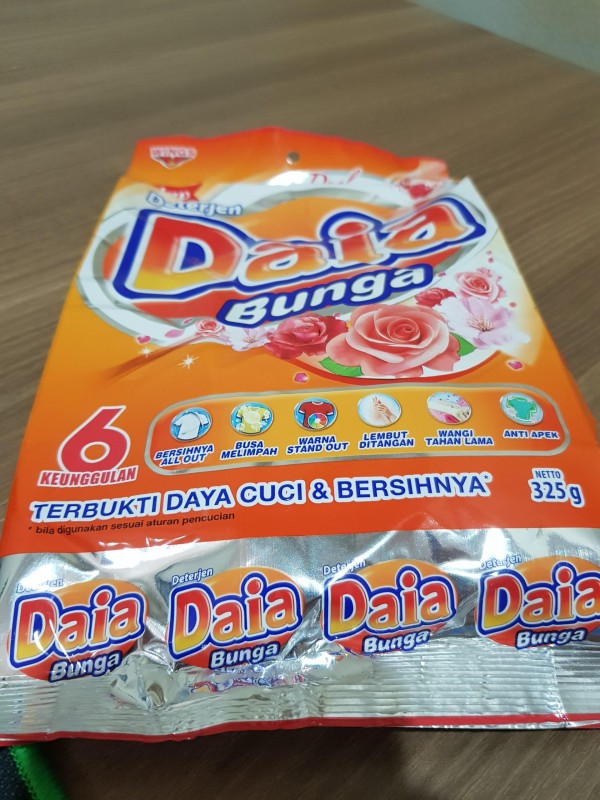 WINGS
Deterjen
Daia
Bunga
6
KEUNGGULAN
BERSIHNYA
ALL OUT
BUSA
MELIMPAH
WARNA
STAND OUT
LEMBUT
DITANGAN
WANGI
TAHAN LAMA
ANTI APEK
TERBUKTI DAYA CUCI & BERSIHNYA*
* bila digunakan sesuai aturan pencucian
NETTO
325g
Deterjen
Daia
Bunga
Deterjen
Daia
Bunga
Deterjen
Daia
Bunga
Deterjen
Daia
Bunga